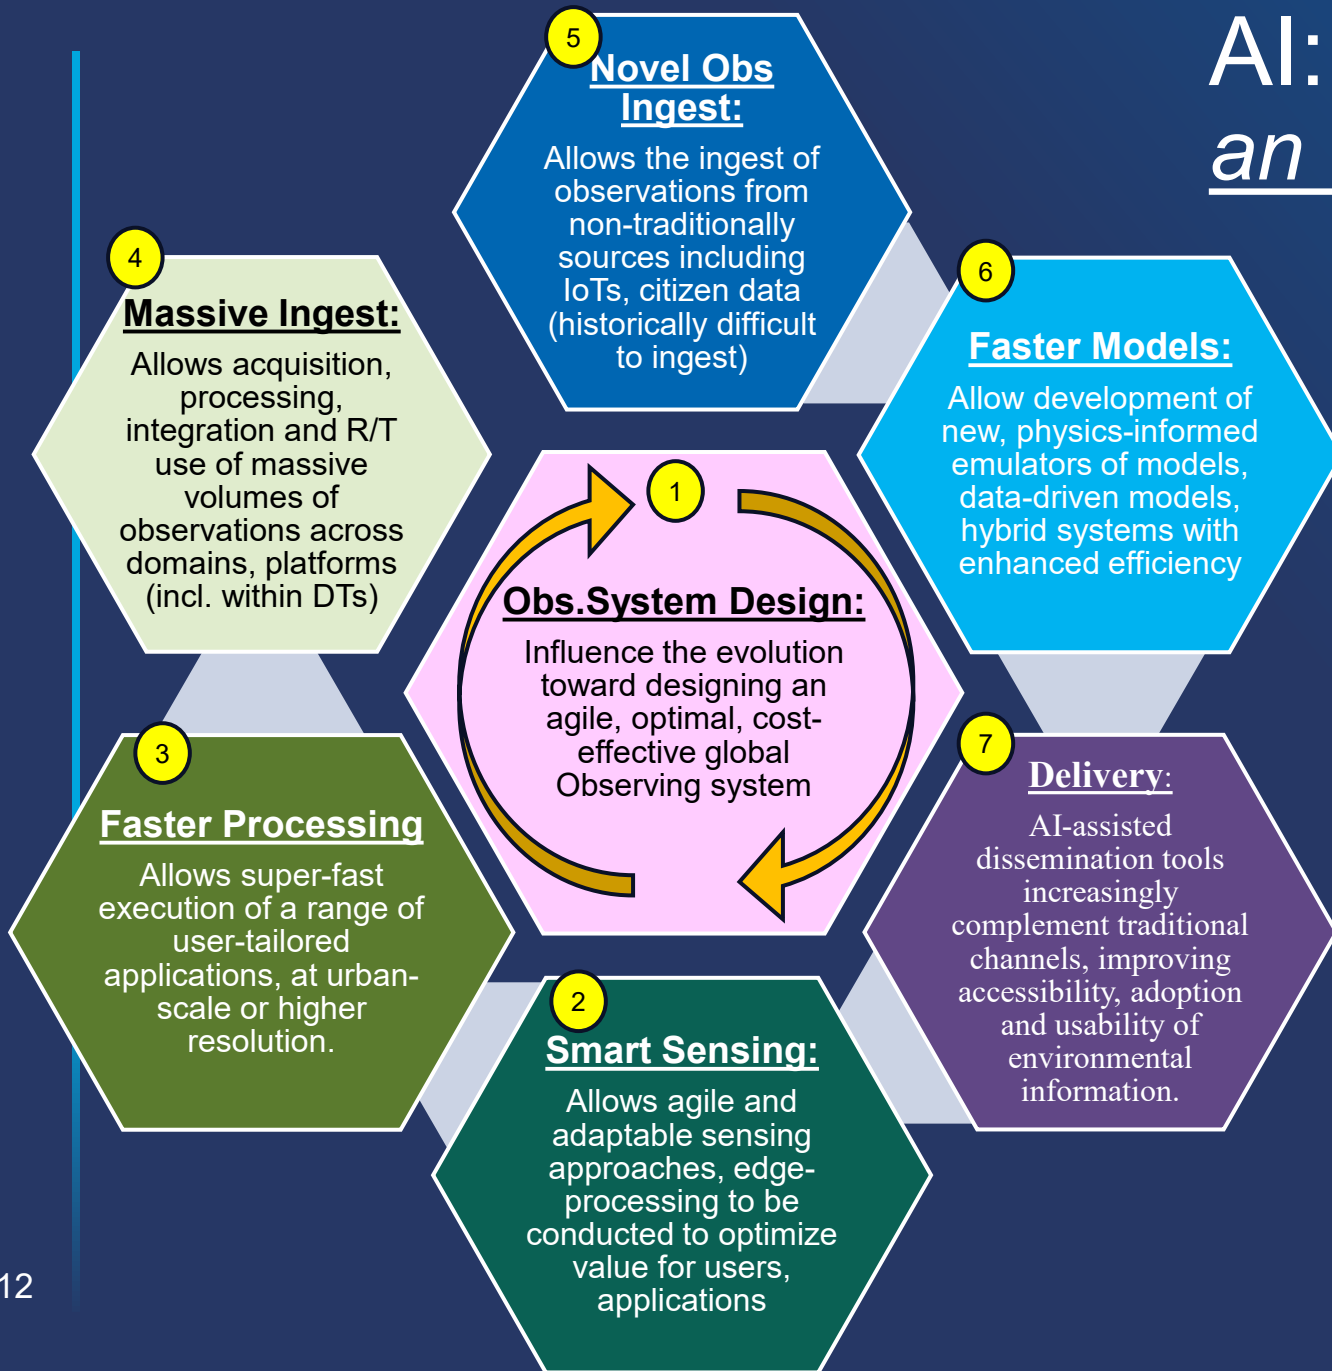 AI:
an
5
Novel Obs
Ingest:
Allows the ingest of
observations from
non-traditionally
sources including
IoTs, citizen data
(historically difficult
to ingest)
4
Massive Ingest:
Allows acquisition,
processing,
integration and R/T
use of massive
volumes of
observations across
domains, platforms
(incl. within DTs)
6
Faster Models:
Allow development of
new, physics-informed
emulators of models,
data-driven models,
hybrid systems with
enhanced efficiency
1
Obs.System Design:
Influence the evolution
toward designing an
agile, optimal, cost-
effective global
Observing system
3
Faster Processing
Allows super-fast
execution of a range of
user-tailored
applications, at urban-
scale or higher
resolution.
7
Delivery:
AI-assisted
dissemination tools
increasingly
complement traditional
channels, improving
accessibility, adoption
and usability of
environmental
information.
2
Smart Sensing:
Allows agile and
adaptable sensing
approaches, edge-
processing to be
conducted to optimize
value for users,
applications
12